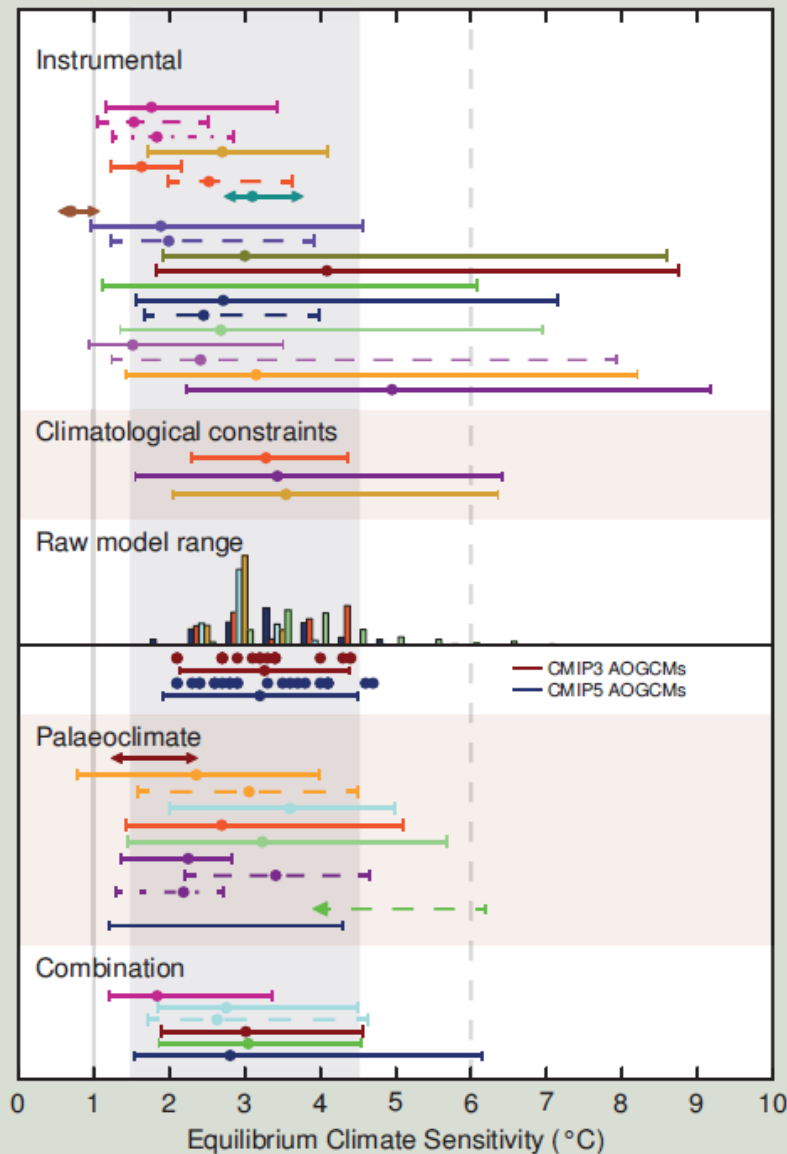 Instrumental
Climatological constraints
Raw model range
CMIP3 AOGCMs
CMIP5 AOGCMs
Palaeoclimate
Combination
0 1 2 3 4 5 6 7 8 9 10
Equilibrium Climate Sensitivity (°C)